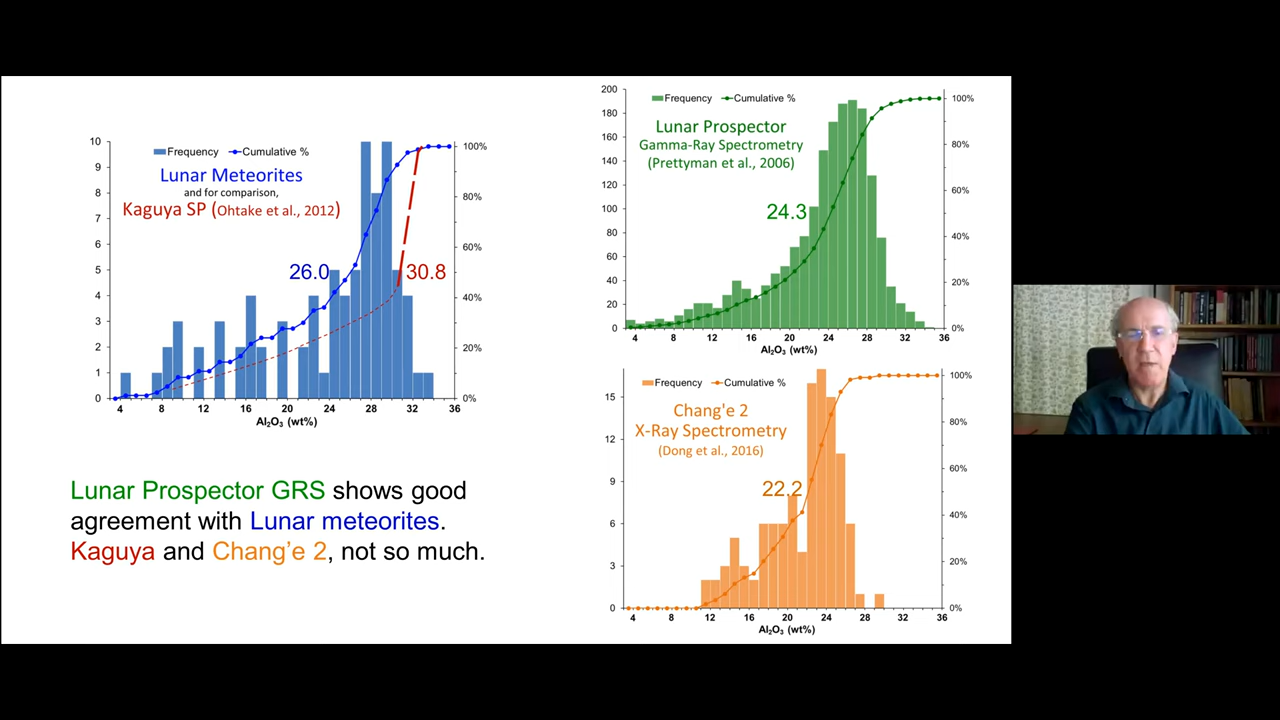 Frequency Cumulative %
Lunar Meteorites
and for comparison,
Kaguya SP (Ohtake et al., 2012)
26.0
30.8
10
9
8
7
6
5
4
3
2
1
0
100%
80%
60%
40%
20%
0%
4 8 12 16 20 24 28 32 36
Al₂O₃ (wt%)
Lunar Prospector GRS shows good
agreement with Lunar meteorites.
Kaguya and Chang’e 2, not so much.
Frequency Cumulative %
Lunar Prospector
Gamma-Ray Spectrometry
(Prettyman et al., 2006)
24.3
200
180
160
140
120
100
80
60
40
20
0
100%
80%
60%
40%
20%
0%
4 8 12 16 20 24 28 32 36
Al₂O₃ (wt%)
Frequency Cumulative %
Chang'e 2
X-Ray Spectrometry
(Dong et al., 2016)
22.2
15
12
9
6
3
0
100%
80%
60%
40%
20%
0%
4 8 12 16 20 24 28 32 36
Al₂O₃ (wt%)